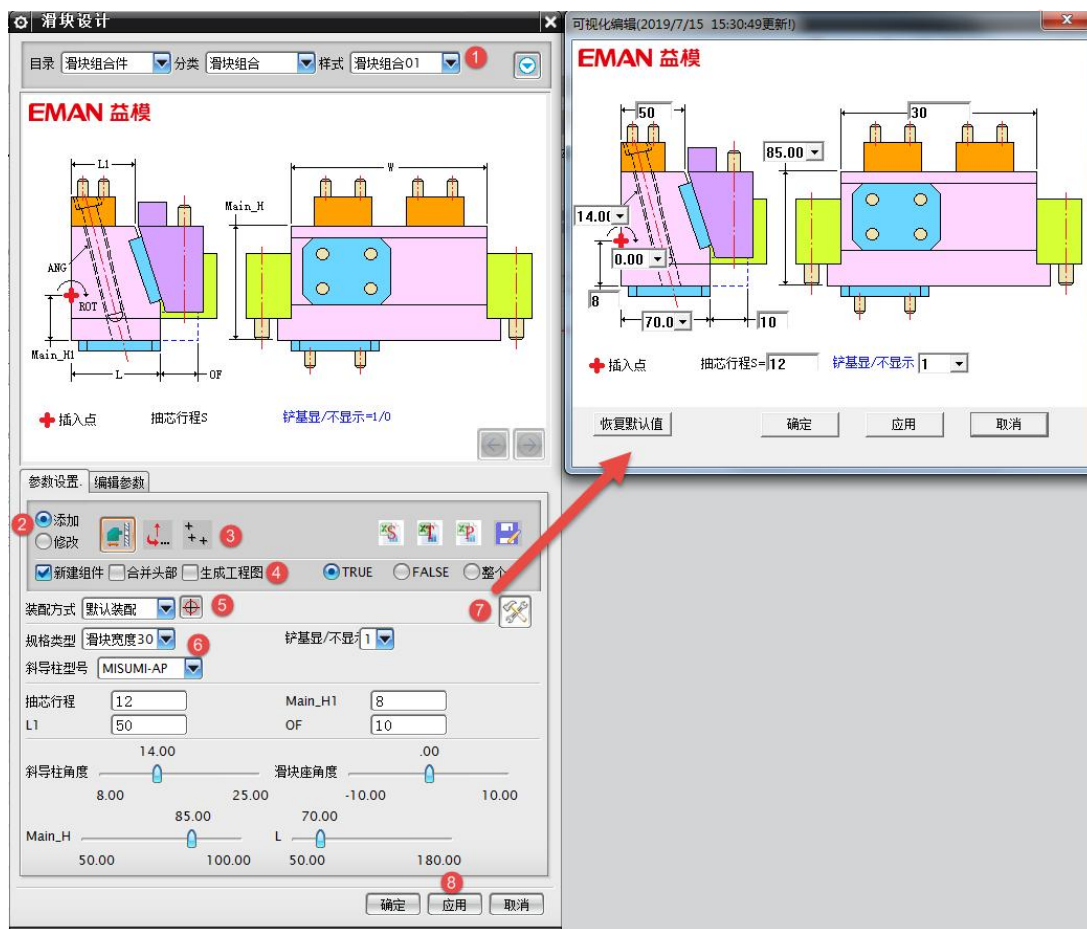 滑块设计
目录 滑块组合件 分类 滑块组合 样式 滑块组合01 1
EMAN 益模
L1
W
Main_H
ANG
ROT
Main_H1
L
OF
插入点 抽芯行程S 铲基显/不显示=1/0
参数设置. 编辑参数
2 添加
修改
3
新建组件 合并头部 生成工程图 4 TRUE FALSE 整个
装配方式 默认装配 5 7
规格类型 滑块宽度30 6 铲基显/不显示 1
斜导柱型号 MISUMI-AP
抽芯行程 12 Main_H1 8
L1 50 OF 10
14.00 .00
斜导柱角度 滑块座角度
8.00 25.00 -10.00 10.00
85.00 70.00
Main_H L
50.00 100.00 50.00 180.00
8
确定 应用 取消
可视化编辑(2019/7/15 15:30:49更新!)
EMAN 益模
50
30
85.00
14.0(
0.00
8
70.0
10
插入点 抽芯行程S= 12 铲基显/不显示 1
恢复默认值 确定 应用 取消